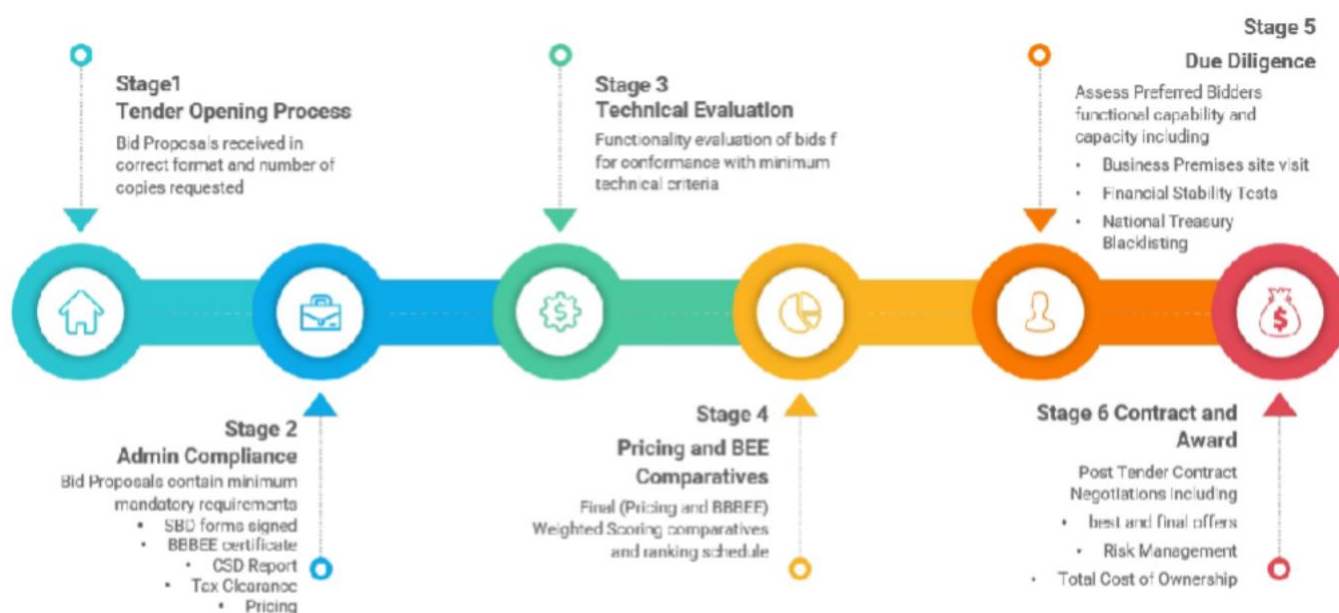 Stage1
Tender Opening Process
Bid Proposals received in
correct format and number of
copies requested
Stage 2
Admin Compliance
Bid Proposals contain minimum
mandatory requirements
• SBD forms signed
• BBBEE certificate
• CSD Report
• Tax Clearance
• Pricing
Stage 3
Technical Evaluation
Functionality evaluation of bids f
for conformance with minimum
technical criteria
Stage 4
Pricing and BEE
Comparatives
Final (Pricing and BBBEE)
Weighted Scoring comparatives
and ranking schedule
Stage 5
Due Diligence
Assess Preferred Bidders
functional capability and
capacity including
• Business Premises site visit
• Financial Stability Tests
• National Treasury
Blacklisting
Stage 6 Contract and
Award
Post Tender Contract
Negotiations including
• best and final offers
• Risk Management
• Total Cost of Ownership